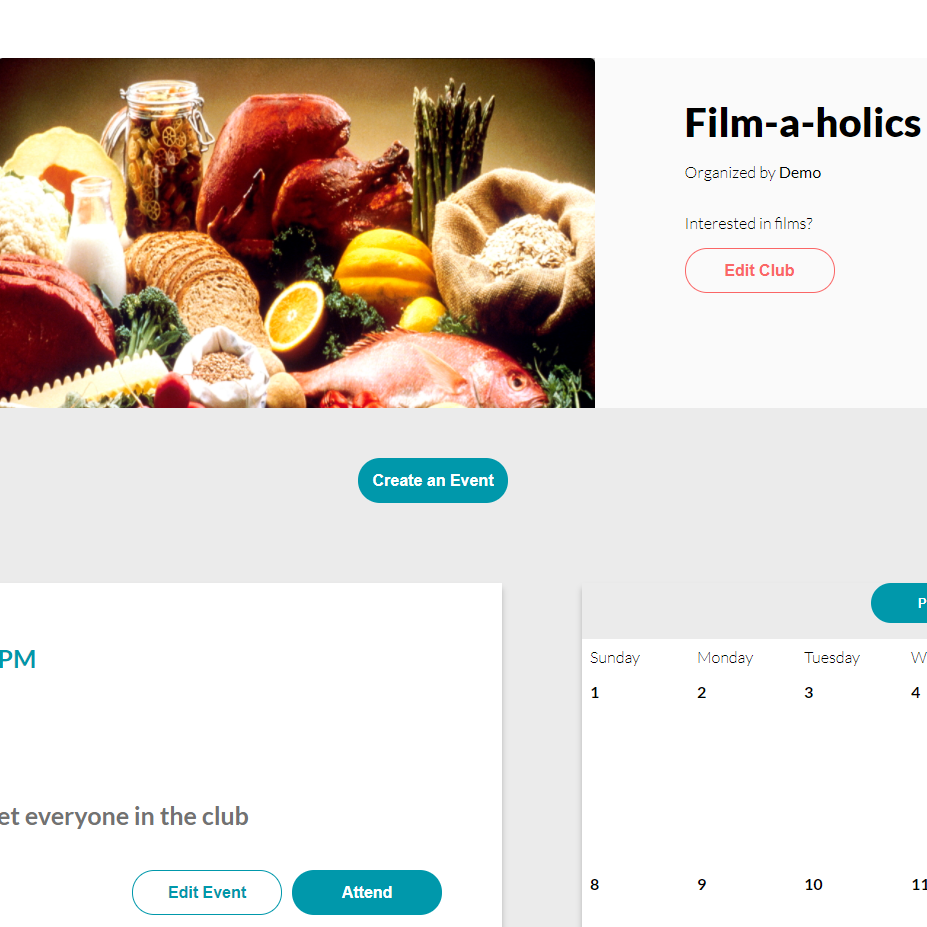 Film-a-holics
Organized by Demo
Interested in films?
Edit Club
Create an Event
PM
everyone in the club
Edit Event
Attend
Sunday
Monday
Tuesday
1
2
3
4
8
9
10
11